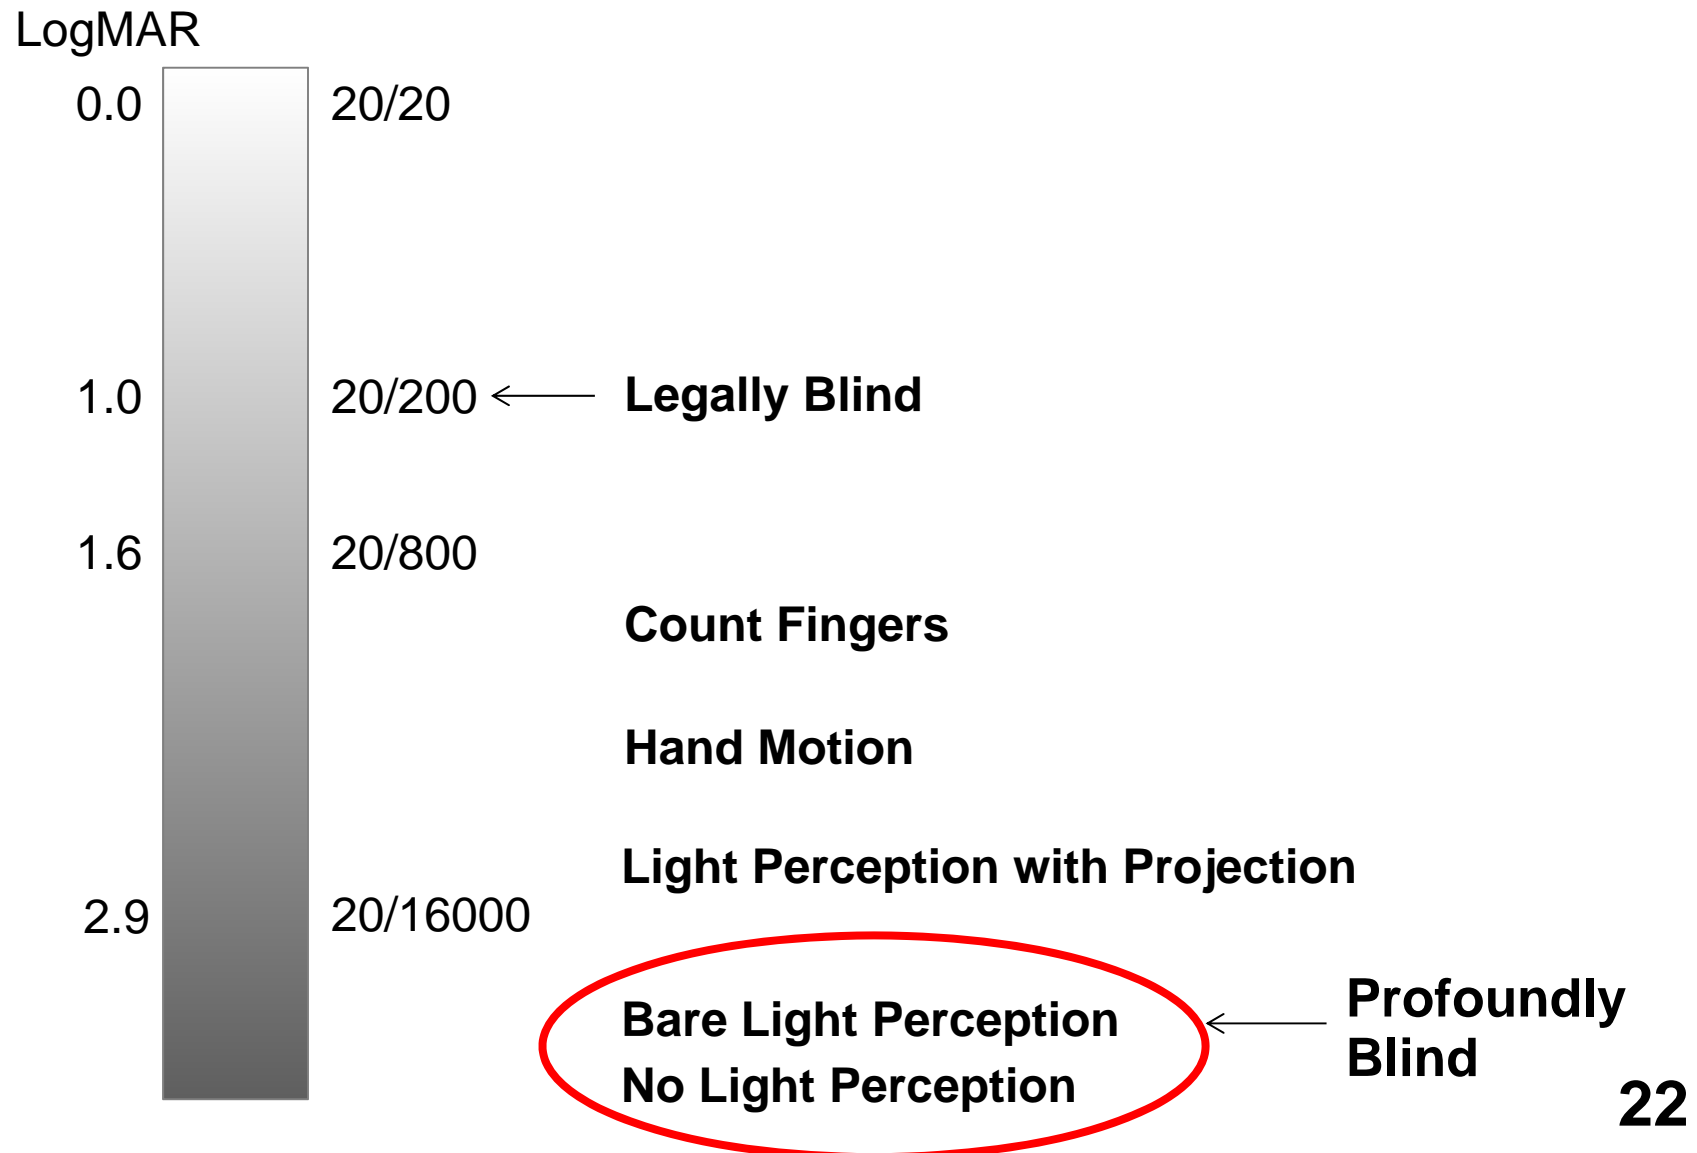 LogMAR
0.0 20/20
1.0 20/200 Legally Blind
1.6 20/800
Count Fingers
Hand Motion
Light Perception with Projection
2.9 20/16000
Bare Light Perception
No Light Perception
Profoundly
Blind
22